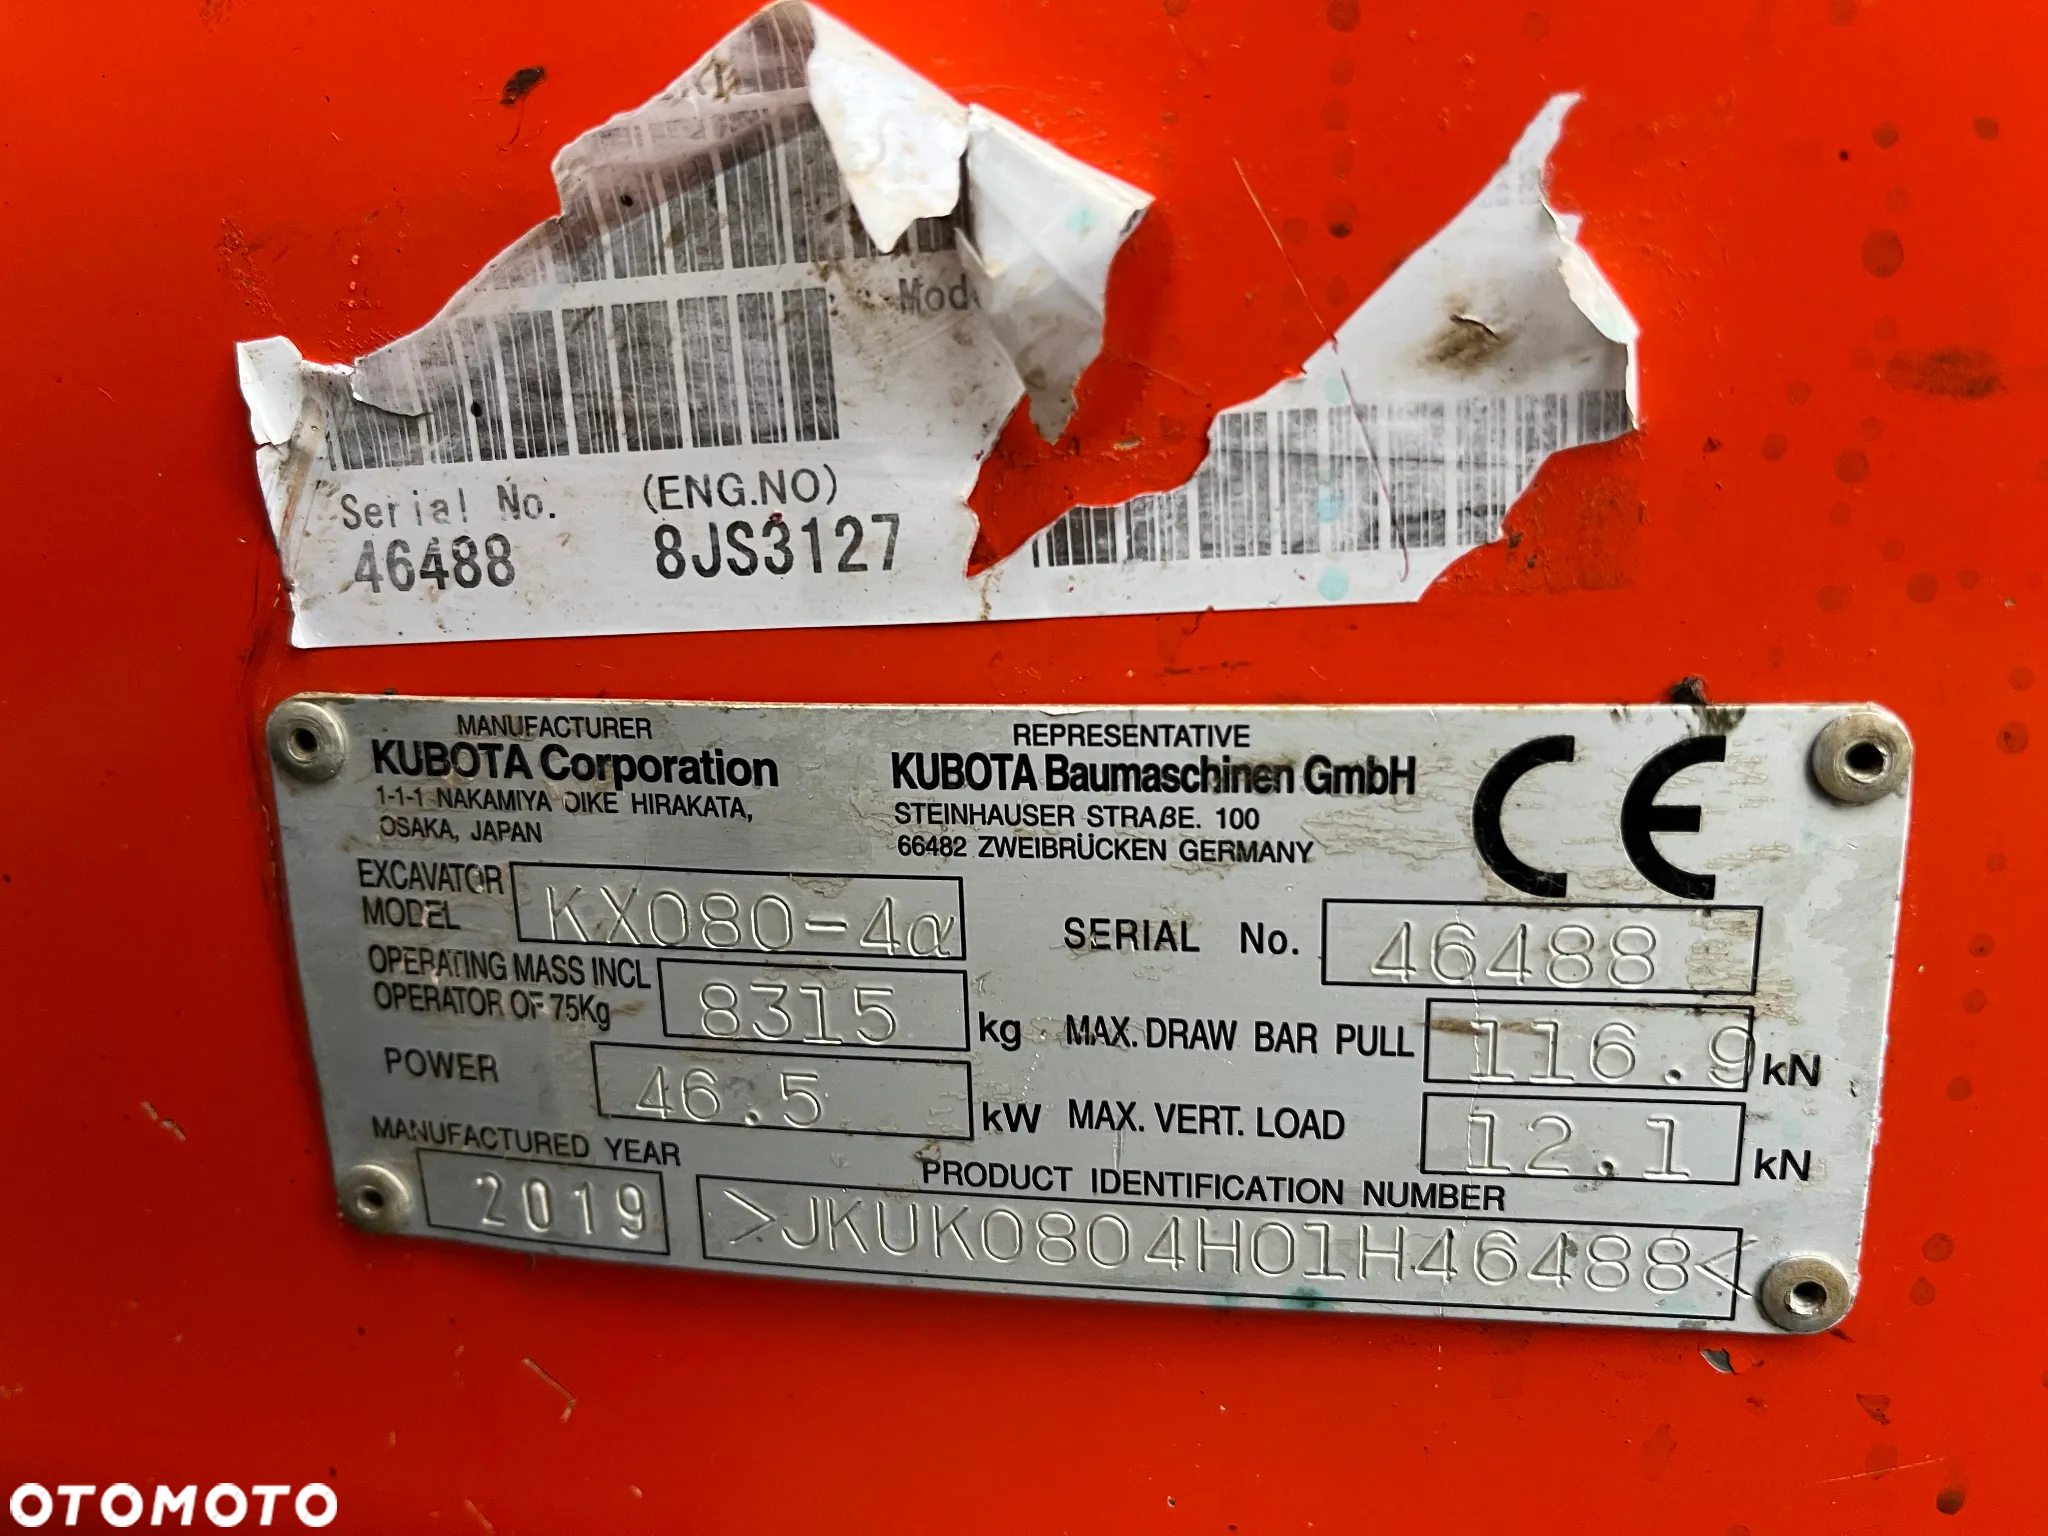 Mod
Serial No. (ENG.NO)
46488 8JS3127
MANUFACTURER
KUBOTA Corporation
1-1-1 NAKAMIYA OIKE HIRAKATA,
OSAKA, JAPAN
REPRESENTATIVE
KUBOTA Baumaschinen GmbH
STEINHAUSER STRAßE. 100
66482 ZWEIBRÜCKEN GERMANY
CE
EXCAVATOR
MODEL KX080-4α
SERIAL No. 46488
OPERATING MASS INCL
OPERATOR OF 75Kg 8315 kg
MAX. DRAW BAR PULL 116.9 kN
POWER 46.5 kW
MAX. VERT. LOAD 12.1 kN
MANUFACTURED YEAR
2019
PRODUCT IDENTIFICATION NUMBER
>JKUK0804H01H46488<
OTOMOTO